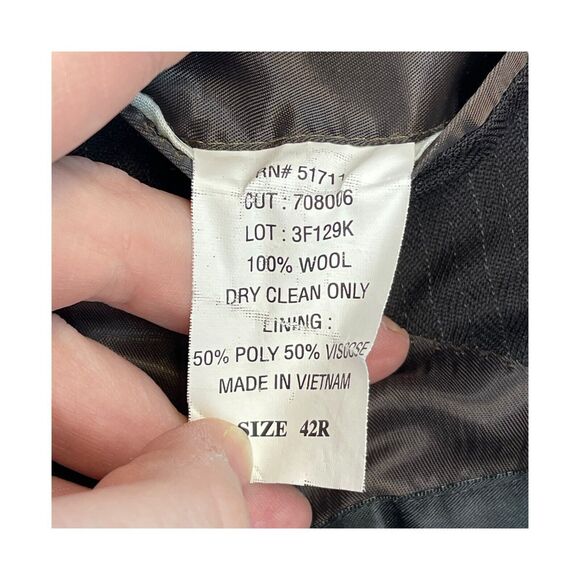 RN# 51711
CUT : 708006
LOT : 3F129K
100% WOOL
DRY CLEAN ONLY
LINING :
50% POLY 50% VISCOSE
MADE IN VIETNAM
SIZE 42R